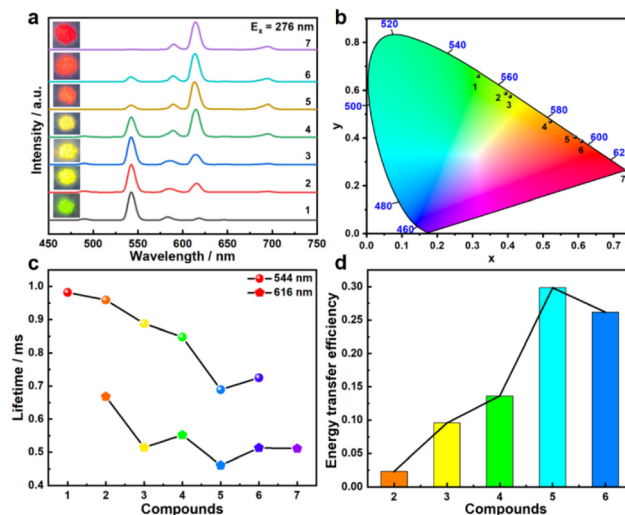 a
Eₓ = 276 nm
7
6
5
4
3
2
1
Intensity / a.u.
450 500 550 600 650 700 750
Wavelength / nm
b
0.8
0.6
0.4
0.2
0.0
y
520
540
500
560
580
600
480
460
1
2
3
4
5
6
7
0.0 0.1 0.2 0.3 0.4 0.5 0.6 0.7
x
c
544 nm
616 nm
1.0
0.9
0.8
0.7
0.6
0.5
0.4
Lifetime / ms
1 2 3 4 5 6 7
Compounds
d
0.30
0.25
0.20
0.15
0.10
0.05
0.00
Energy transfer efficiency
2 3 4 5 6
Compounds